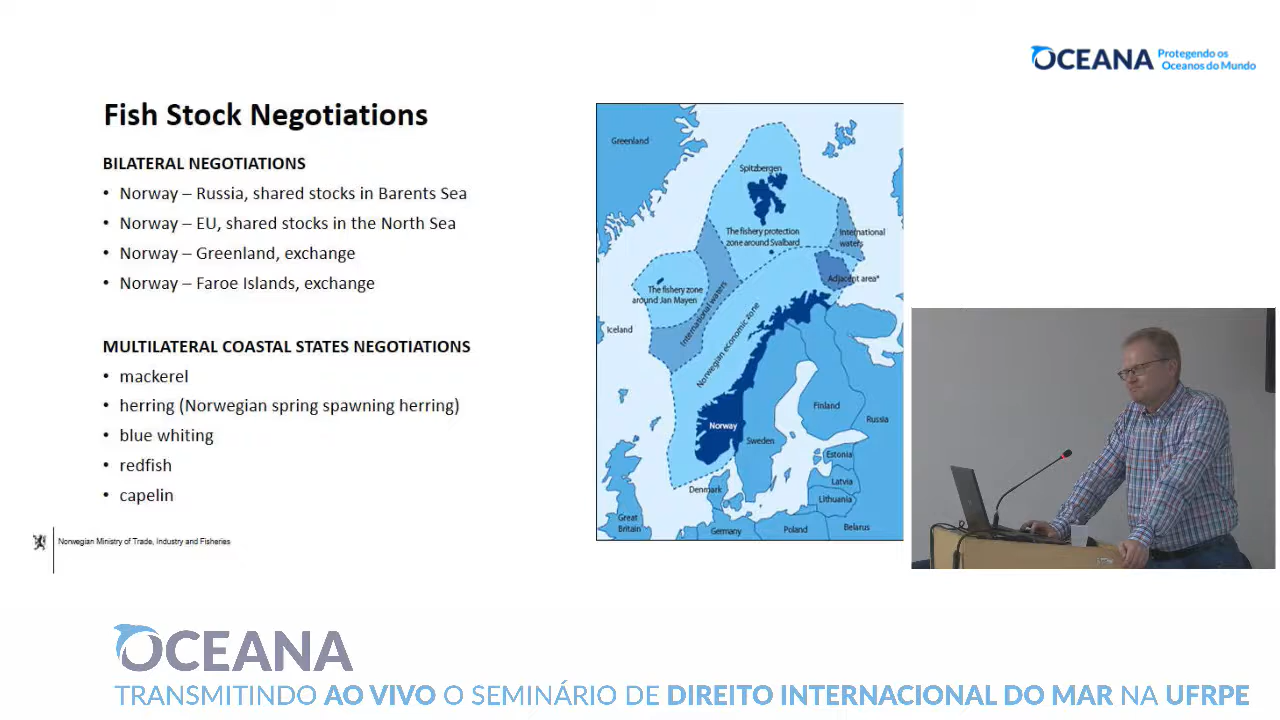 OCEANA Protegendo os
Oceanos do Mundo
Fish Stock Negotiations
BILATERAL NEGOTIATIONS
• Norway – Russia, shared stocks in Barents Sea
• Norway – EU, shared stocks in the North Sea
• Norway – Greenland, exchange
• Norway – Faroe Islands, exchange
MULTILATERAL COASTAL STATES NEGOTIATIONS
• mackerel
• herring (Norwegian spring spawning herring)
• blue whiting
• redfish
• capelin
Norwegian Ministry of Trade, Industry and Fisheries
Greenland
Spitzbergen
The fishery protection
zone around Svalbard
International
waters
Adjacent area*
The fishery zone
around Jan Mayen
International waters
Iceland
Norwegian economic zone
Norway
Sweden
Finland
Russia
Estonia
Latvia
Lithuania
Denmark
Great
Britain
Germany
Poland
Belarus
OCEANA
TRANSMITINDO AO VIVO O SEMINÁRIO DE DIREITO INTERNACIONAL DO MAR NA UFRPE